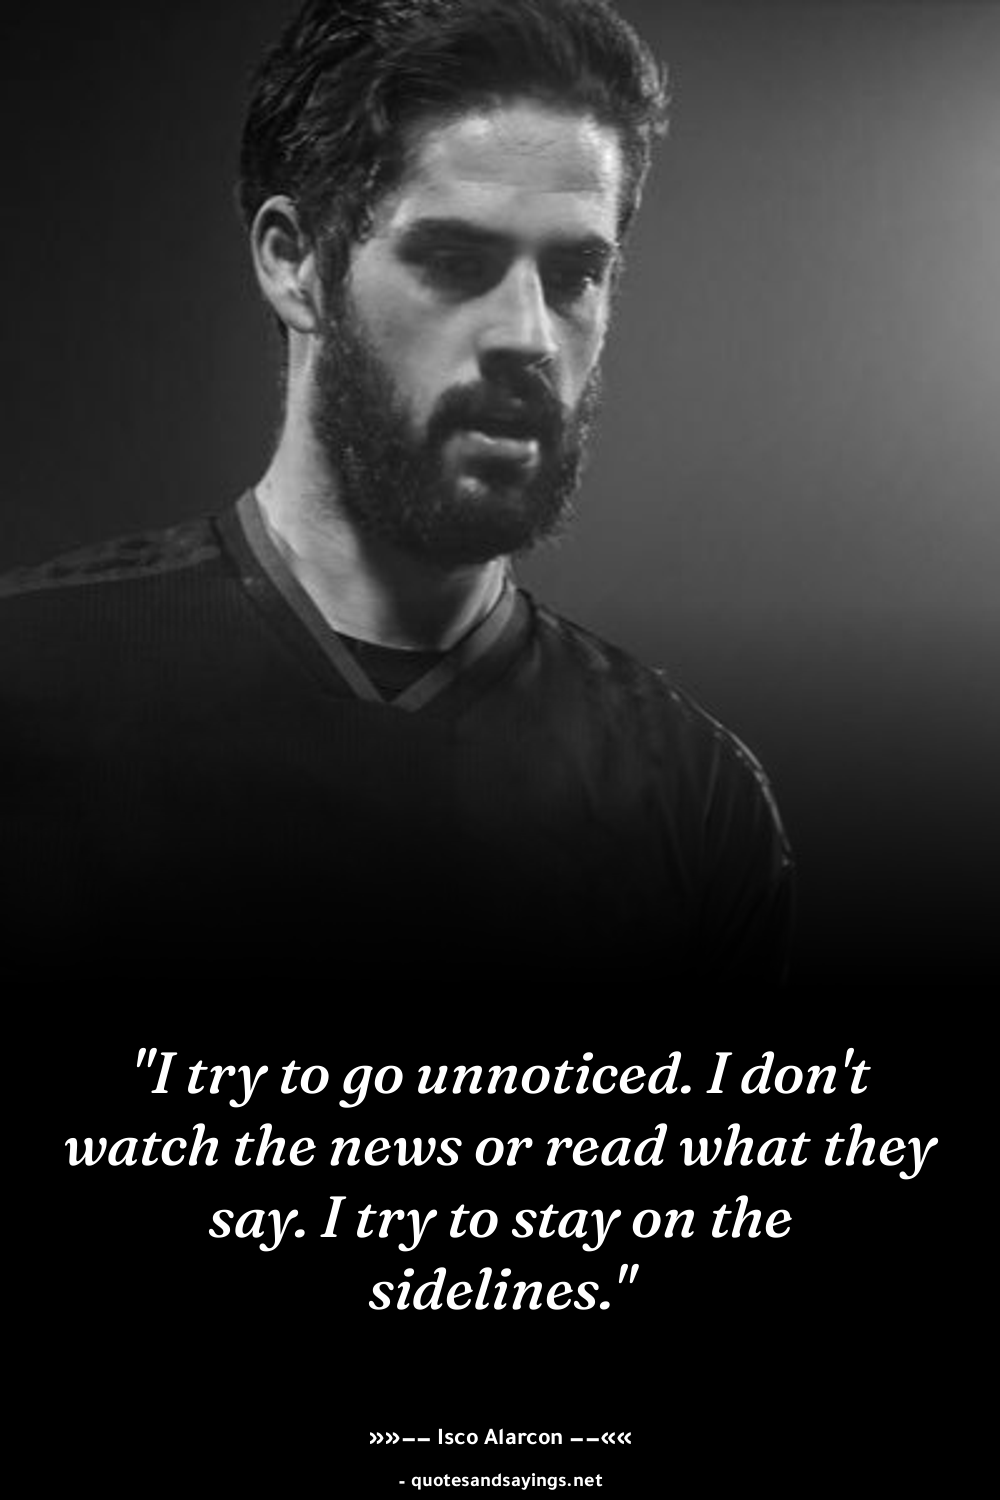 "I try to go unnoticed. I don't
watch the news or read what they
say. I try to stay on the
sidelines."
»»–– Isco Alarcon ––««
- quotesandsayings.net